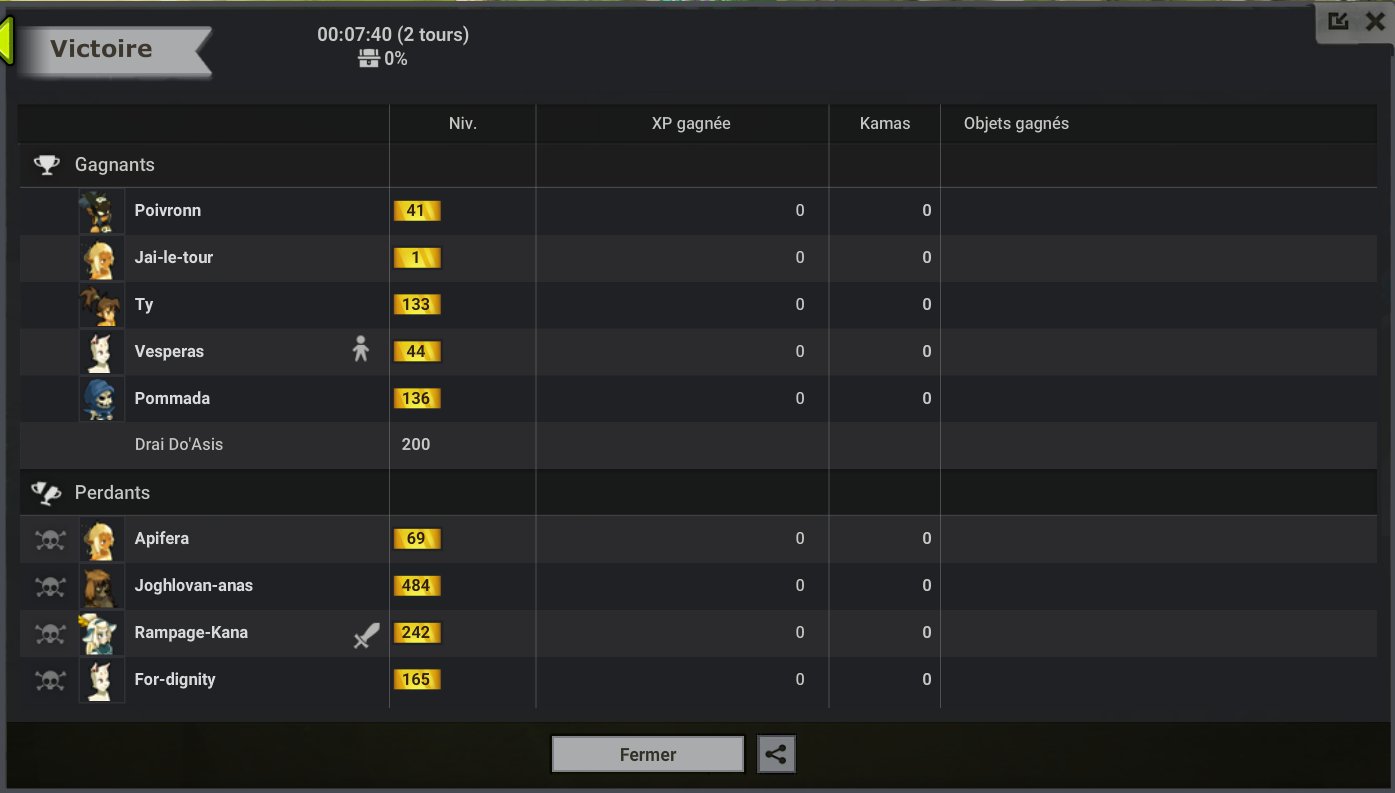 Victoire
00:07:40 (2 tours)
0%
Niv. XP gagnée Kamas Objets gagnés
Gagnants
Poivronn 41 0 0
Jai-le-tour 1 0 0
Ty 133 0 0
Vesperas 44 0 0
Pommada 136 0 0
Drai Do'Asis 200
Perdants
Apifera 69 0 0
Joghlovan-anas 484 0 0
Rampage-Kana 242 0 0
For-dignity 165 0 0
Fermer